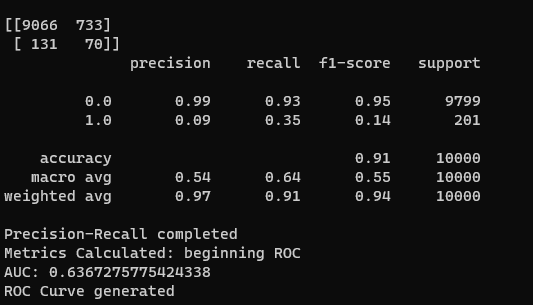 [[9066  733]
 [ 131   70]]
              precision    recall  f1-score   support

         0.0       0.99      0.93      0.95      9799
         1.0       0.09      0.35      0.14       201

    accuracy                           0.91     10000
   macro avg       0.54      0.64      0.55     10000
weighted avg       0.97      0.91      0.94     10000

Precision-Recall completed
Metrics Calculated: beginning ROC
AUC: 0.6367275775424338
ROC Curve generated